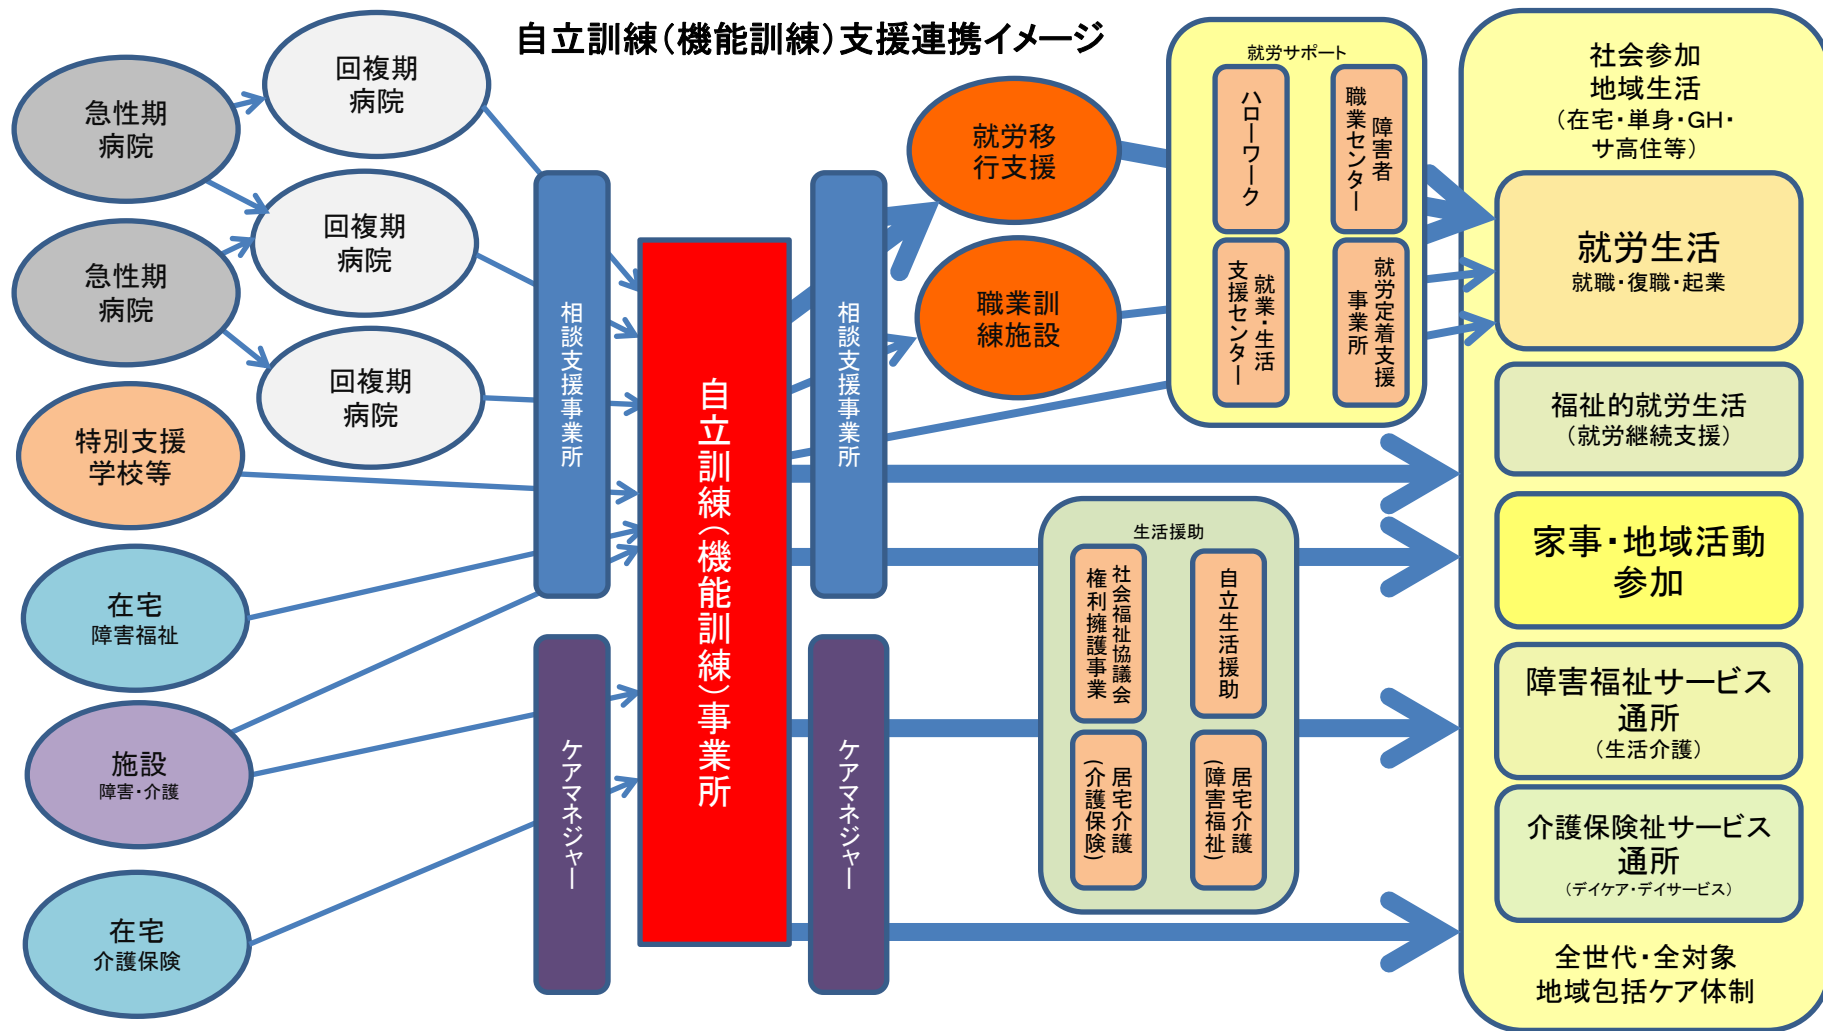 自立訓練（機能訓練）支援連携イメージ
急性期
病院
急性期
病院
回複期
病院
回複期
病院
回複期
病院
特別支援
学校等
在宅
障害福祉
施設
障害・介護
在宅
介護保険
相談支援事業所
ケアマネジャー
自立訓練（機能訓練）事業所
相談支援事業所
ケアマネジャー
就労移
行支援
職業訓
練施設
就労サポート
ハローワーク
障害者
職業センター
就業・生活
支援センター
就労定着支援
事業所
生活援助
社会福祉協議会
権利擁護事業
自立生活援助
居宅介護
(介護保険)
居宅介護
(障害福祉)
社会参加
地域生活
（在宅・単身・GH・
サ高住等）
就労生活
就職・復職・起業
福祉的就労生活
（就労継続支援）
家事・地域活動
参加
障害福祉サービス
通所
（生活介護）
介護保険祉サービス
通所
（デイケア・デイサービス）
全世代・全対象
地域包括ケア体制